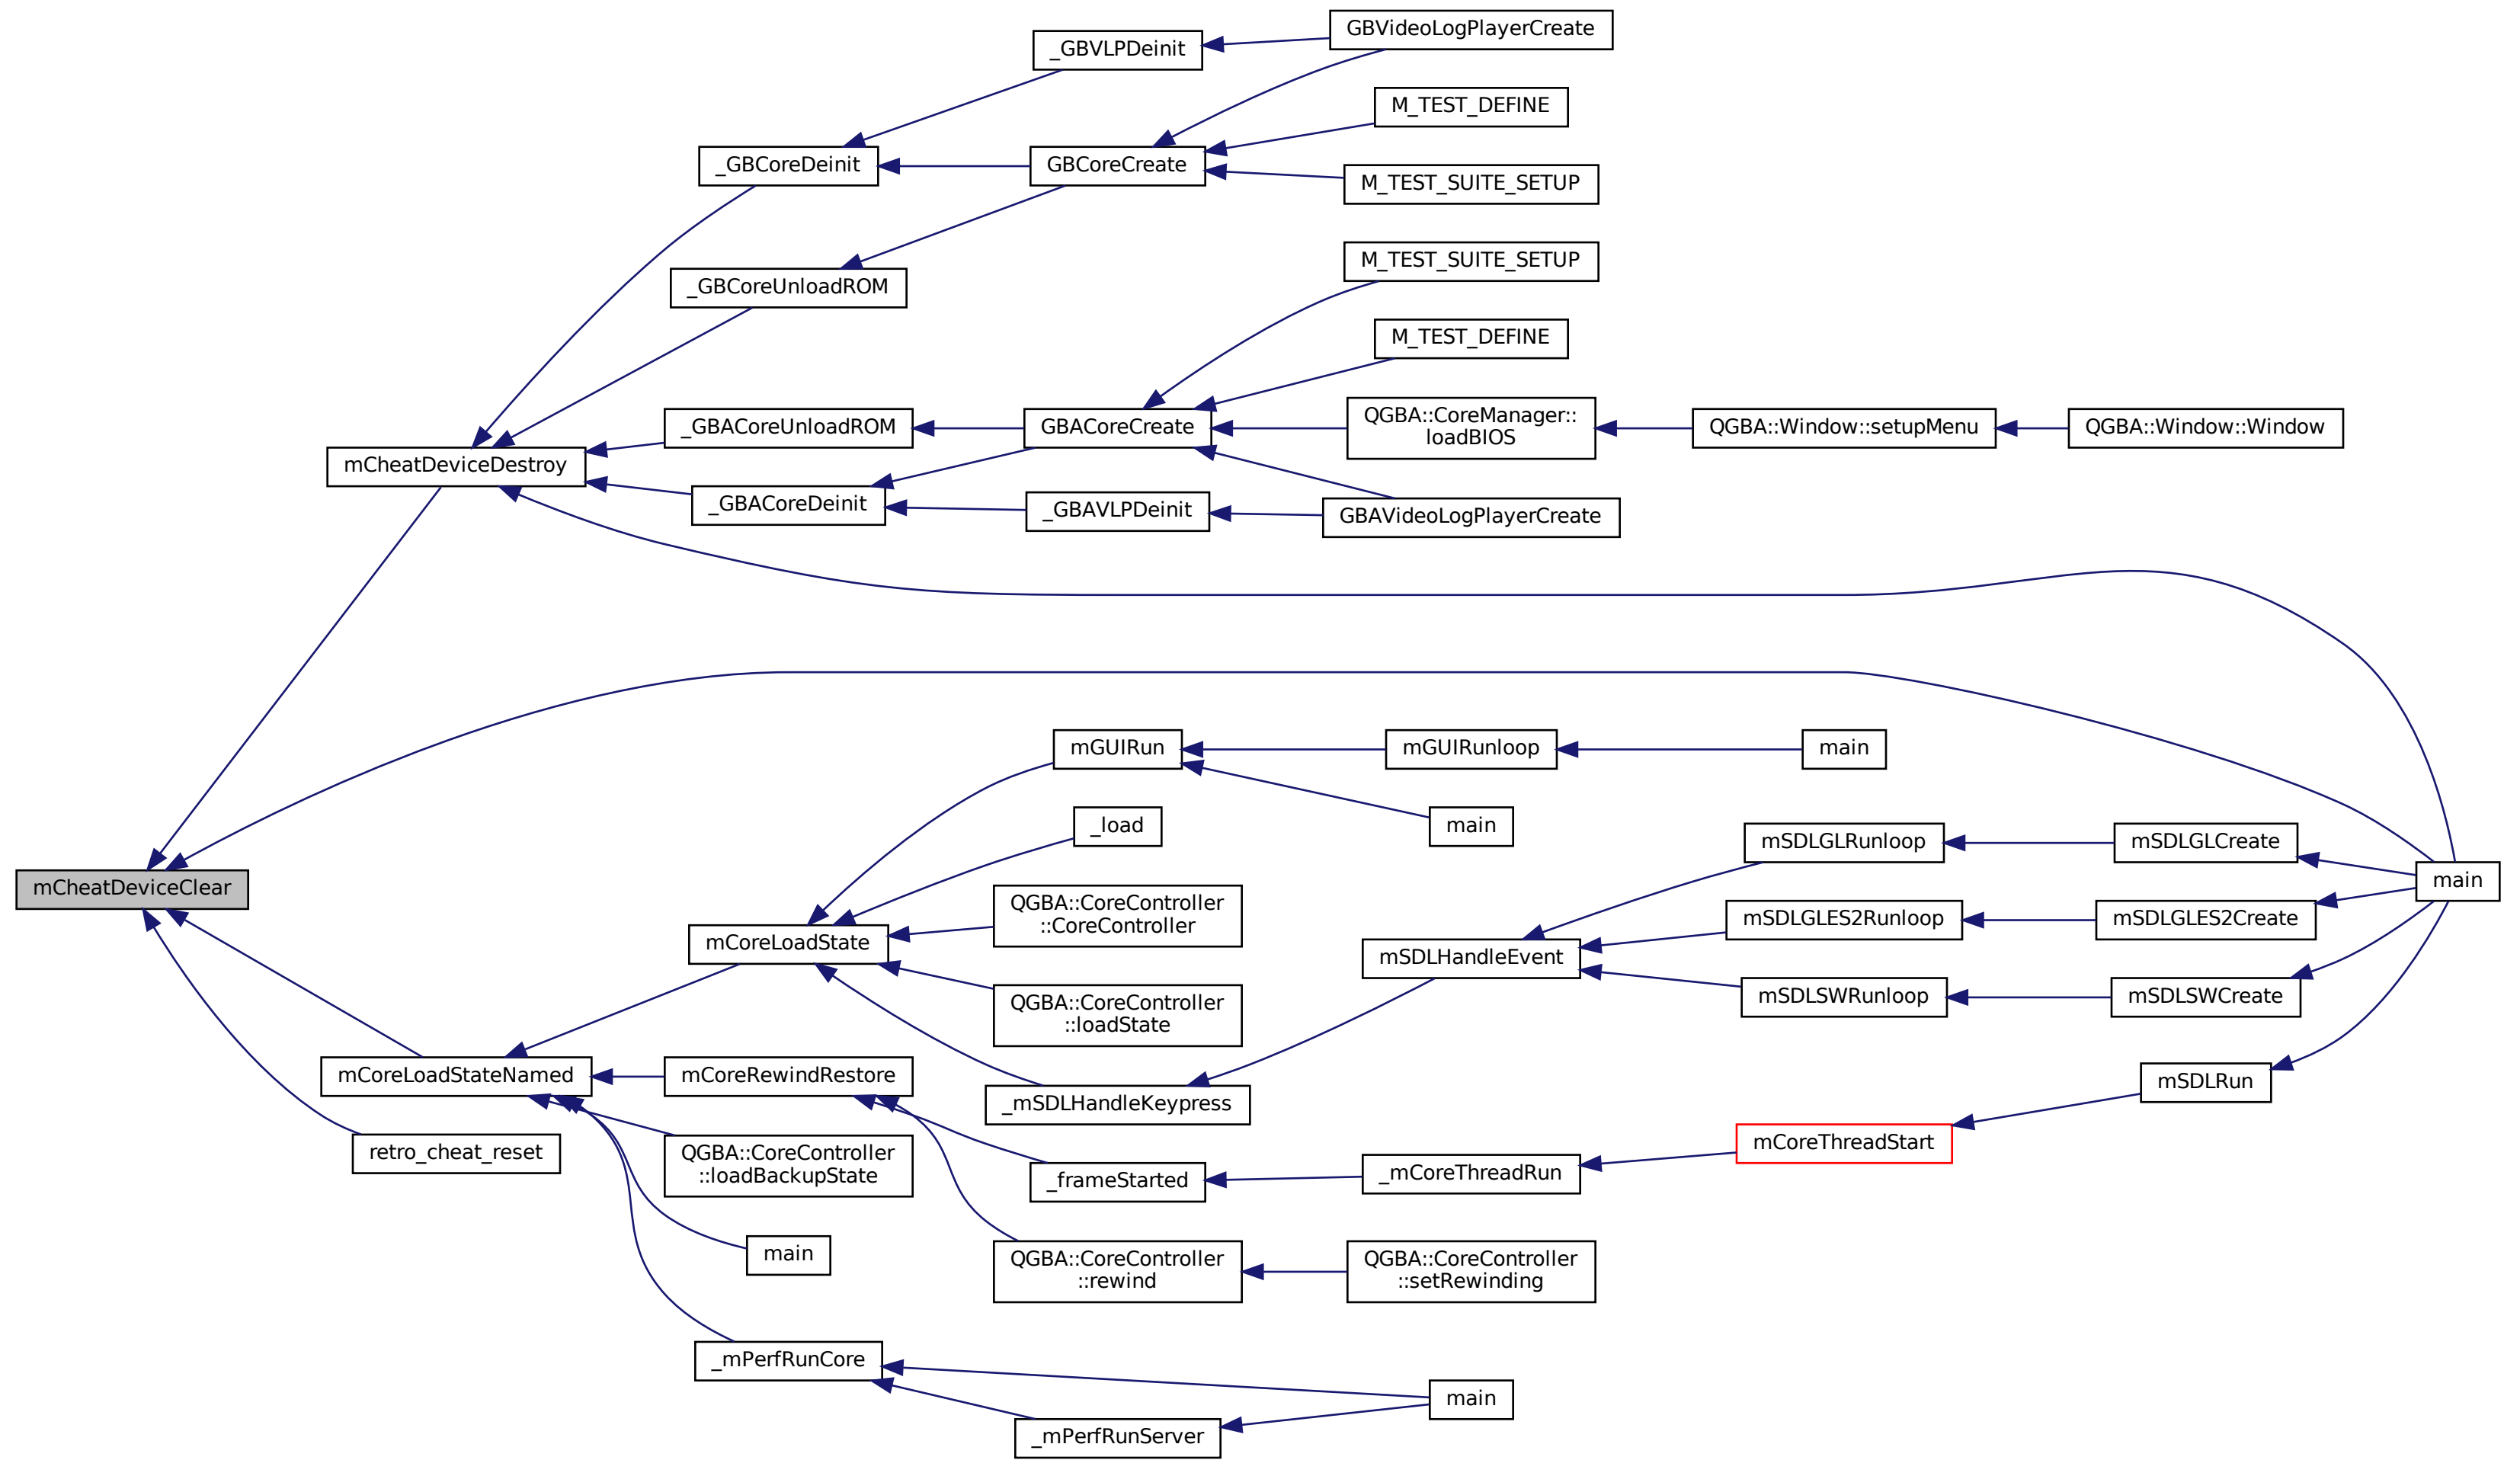 _GBVLPDeinit
GBVideoLogPlayerCreate
M_TEST_DEFINE
_GBCoreDeinit
GBCoreCreate
M_TEST_SUITE_SETUP
_GBCoreUnloadROM
M_TEST_SUITE_SETUP
M_TEST_DEFINE
_GBACoreUnloadROM
GBACoreCreate
QGBA::CoreManager::
loadBIOS
QGBA::Window::setupMenu
QGBA::Window::Window
mCheatDeviceDestroy
_GBACoreDeinit
_GBAVLPDeinit
GBAVideoLogPlayerCreate
mGUIRun
mGUIRunloop
main
_load
main
mSDLGLRunloop
mSDLGLCreate
mCheatDeviceClear
main
QGBA::CoreController
::CoreController
mSDLGLES2Runloop
mSDLGLES2Create
mCoreLoadState
mSDLHandleEvent
QGBA::CoreController
::loadState
mSDLSWRunloop
mSDLSWCreate
mCoreLoadStateNamed
mCoreRewindRestore
_mSDLHandleKeypress
mSDLRun
retro_cheat_reset
QGBA::CoreController
::loadBackupState
_frameStarted
_mCoreThreadRun
mCoreThreadStart
main
QGBA::CoreController
::rewind
QGBA::CoreController
::setRewinding
_mPerfRunCore
main
_mPerfRunServer